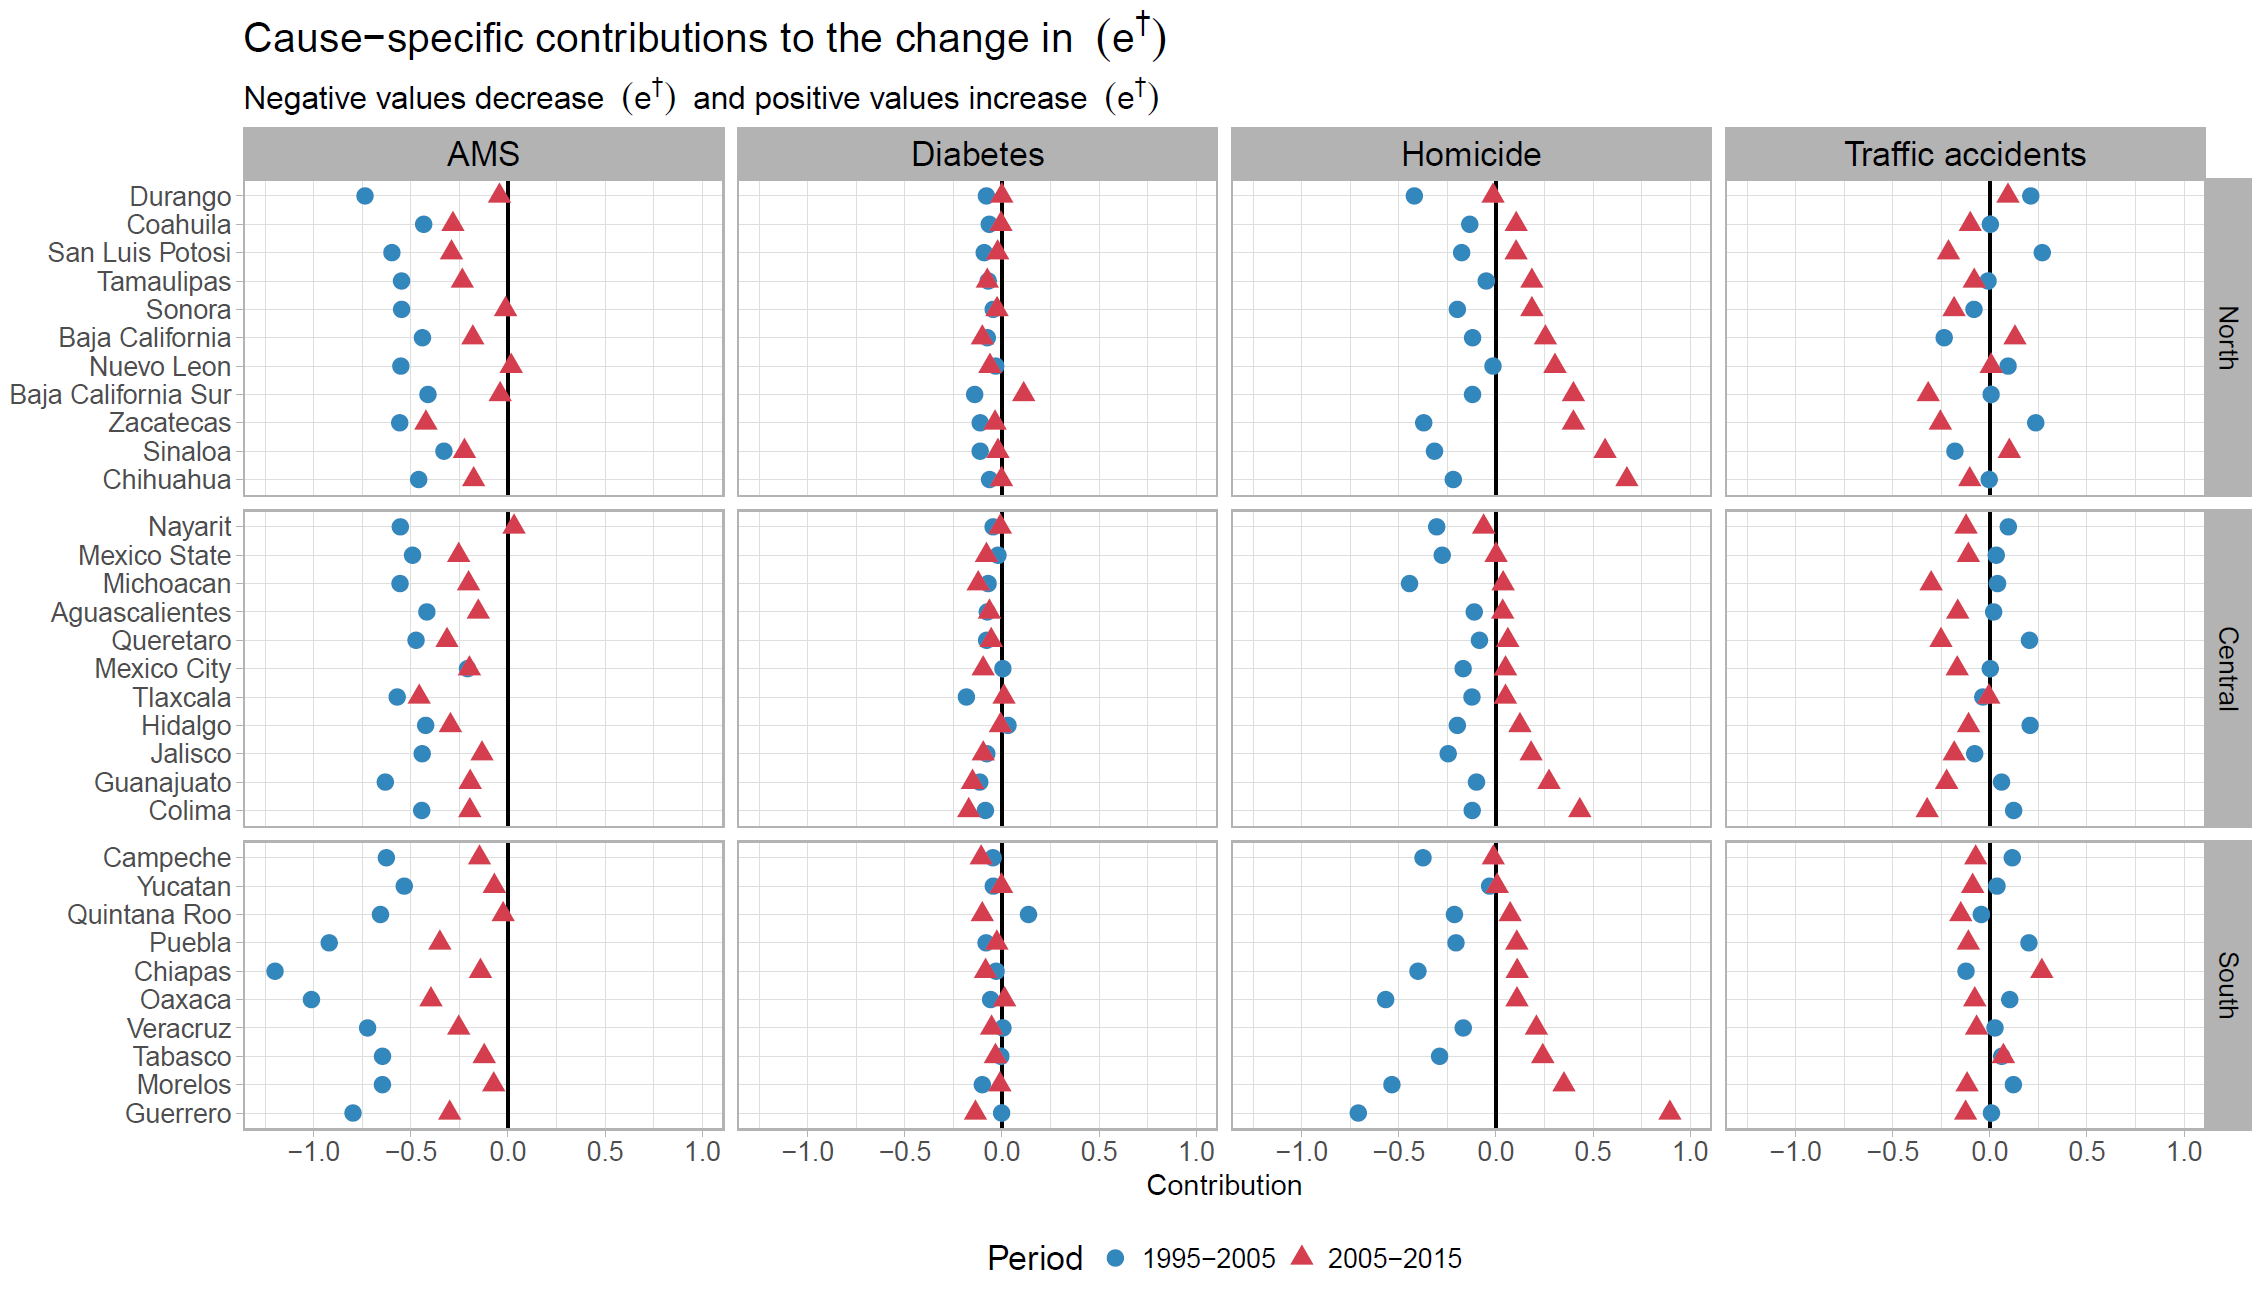 Cause−specific contributions to the change in (e†)
Negative values decrease (e†) and positive values increase (e†)
AMS Diabetes Homicide Traffic accidents
Durango
Coahuila
San Luis Potosi
Tamaulipas
Sonora
Baja California
Nuevo Leon
Baja California Sur
Zacatecas
Sinaloa
Chihuahua
North
Nayarit
Mexico State
Michoacan
Aguascalientes
Queretaro
Mexico City
Tlaxcala
Hidalgo
Jalisco
Guanajuato
Colima
Central
Campeche
Yucatan
Quintana Roo
Puebla
Chiapas
Oaxaca
Veracruz
Tabasco
Morelos
Guerrero
South
−1.0 −0.5 0.0 0.5 1.0 −1.0 −0.5 0.0 0.5 1.0 −1.0 −0.5 0.0 0.5 1.0 −1.0 −0.5 0.0 0.5 1.0
Contribution
Period 1995−2005 2005−2015